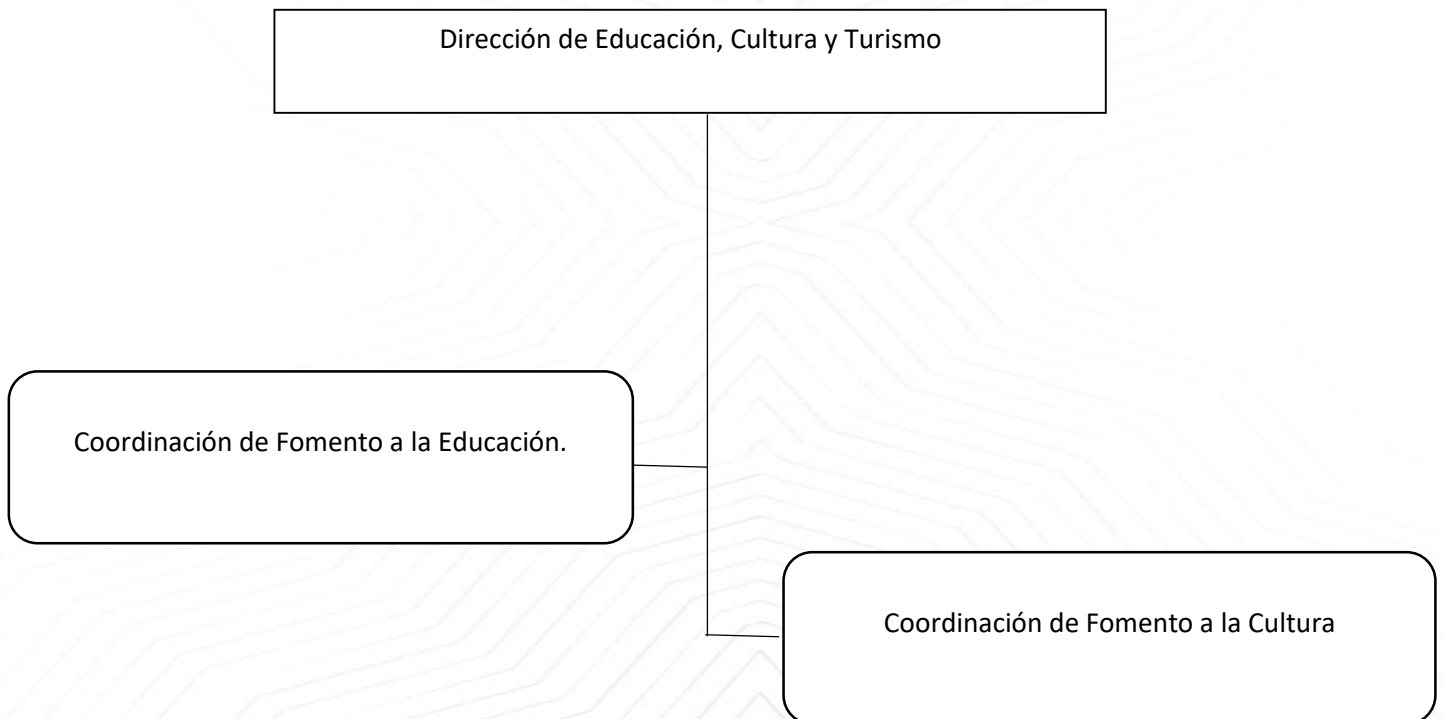 Dirección de Educación, Cultura y Turismo
Coordinación de Fomento a la Educación.
Coordinación de Fomento a la Cultura